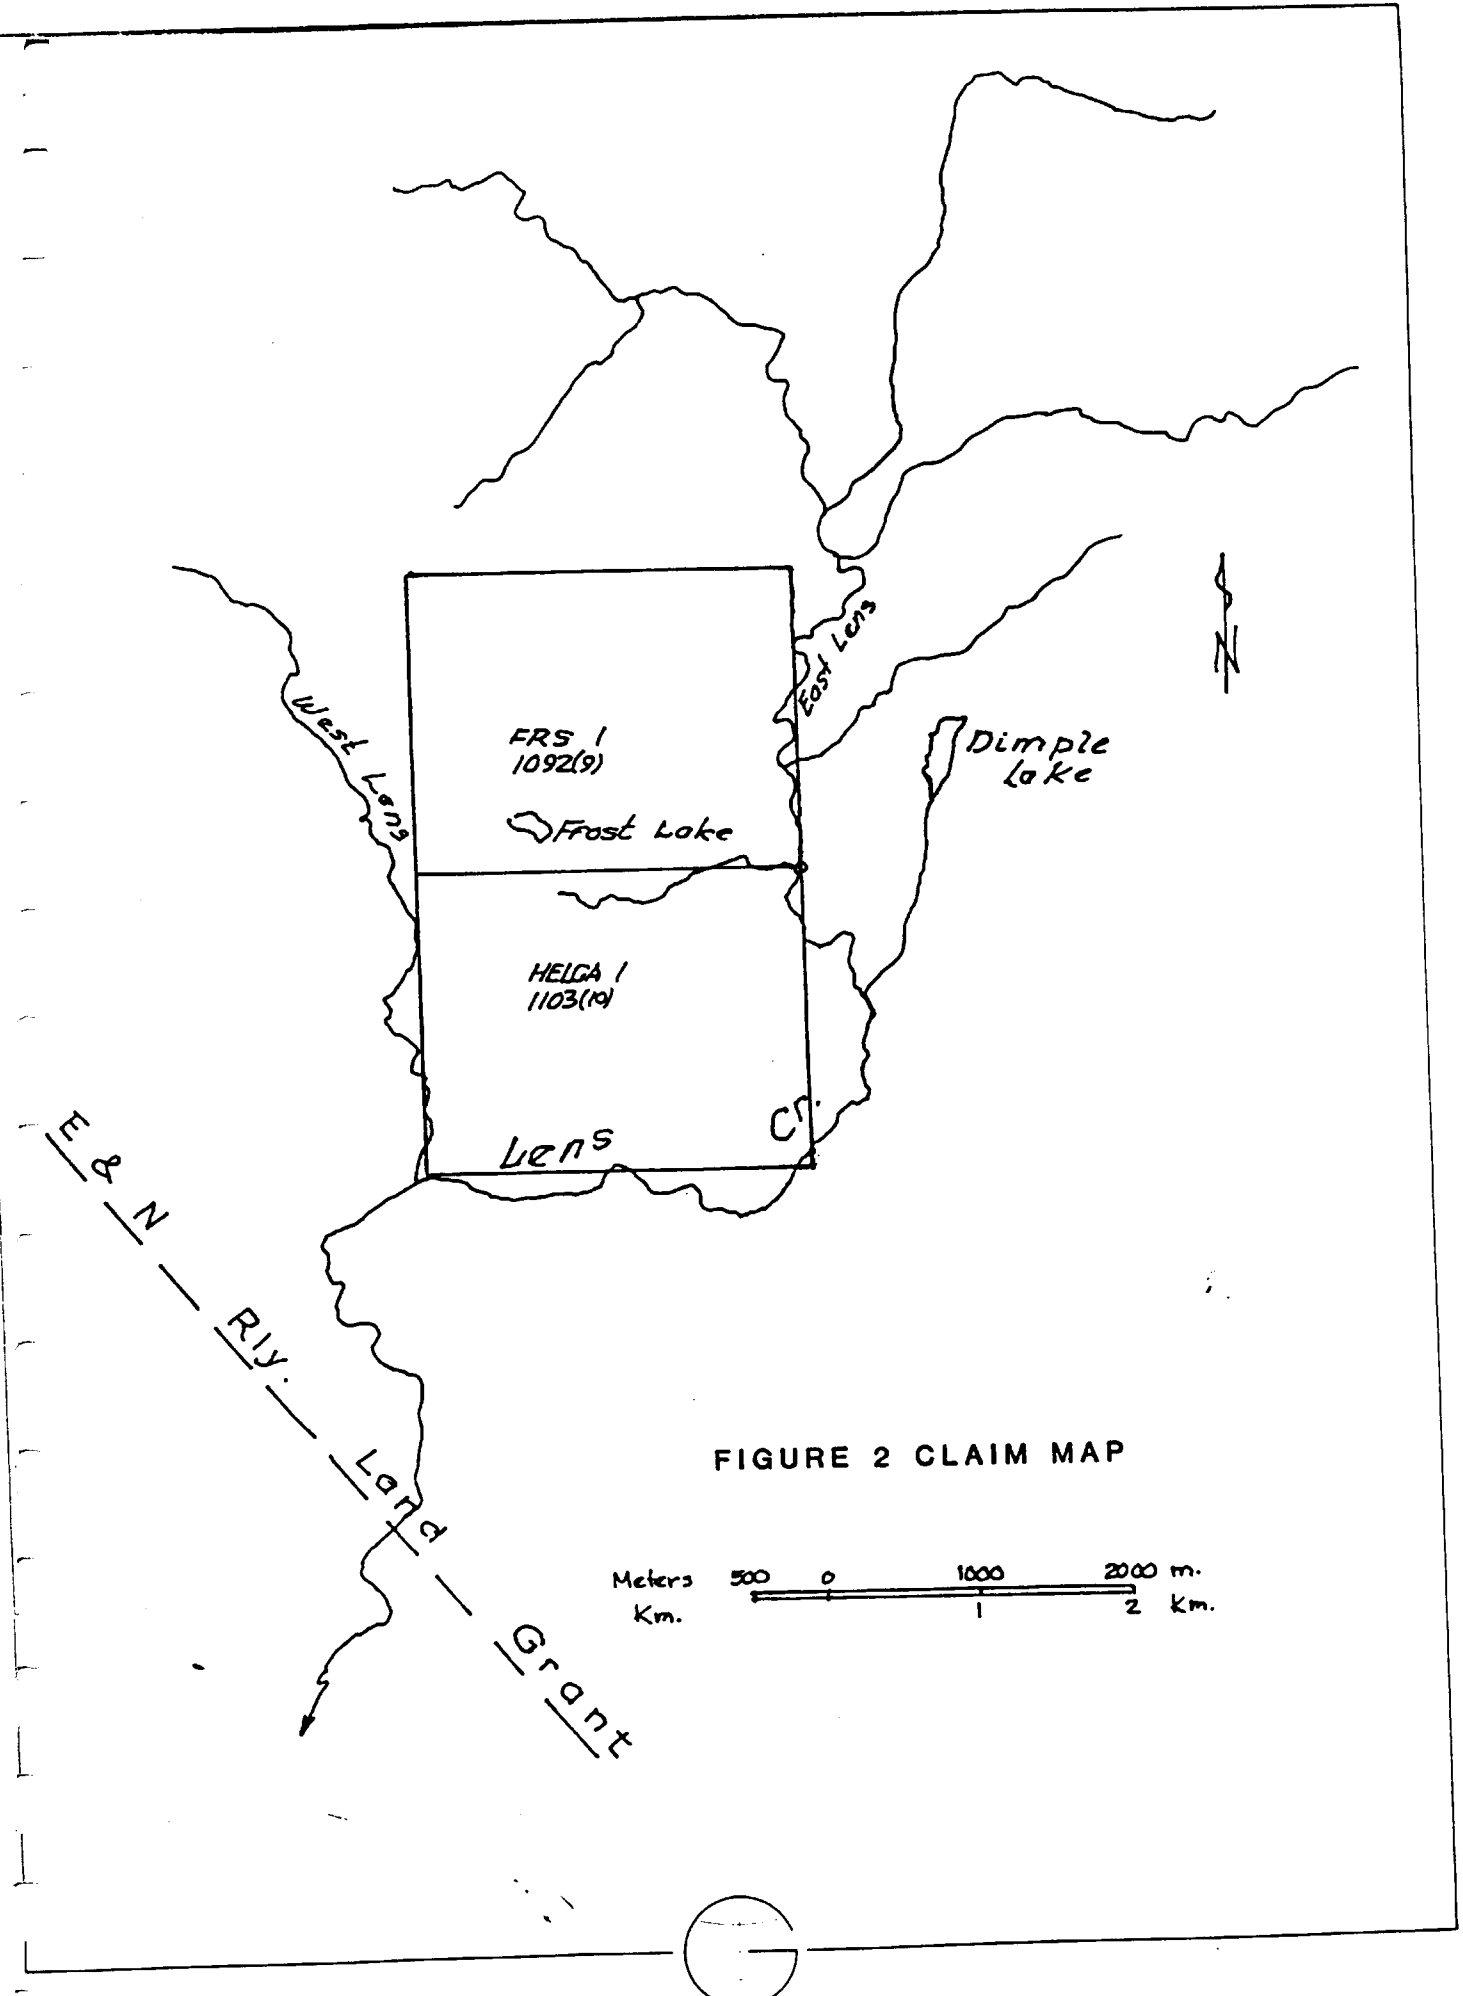 East Lens
N
West Lens
FRS 1
1092(9)
Dimple
Lake
Frost Lake
HELGA 1
1103(10)
Lens Cr.
E & N Rly. Land Grant
FIGURE 2 CLAIM MAP
Meters 500 0 1000 2000 m.
Km. 1 2 Km.